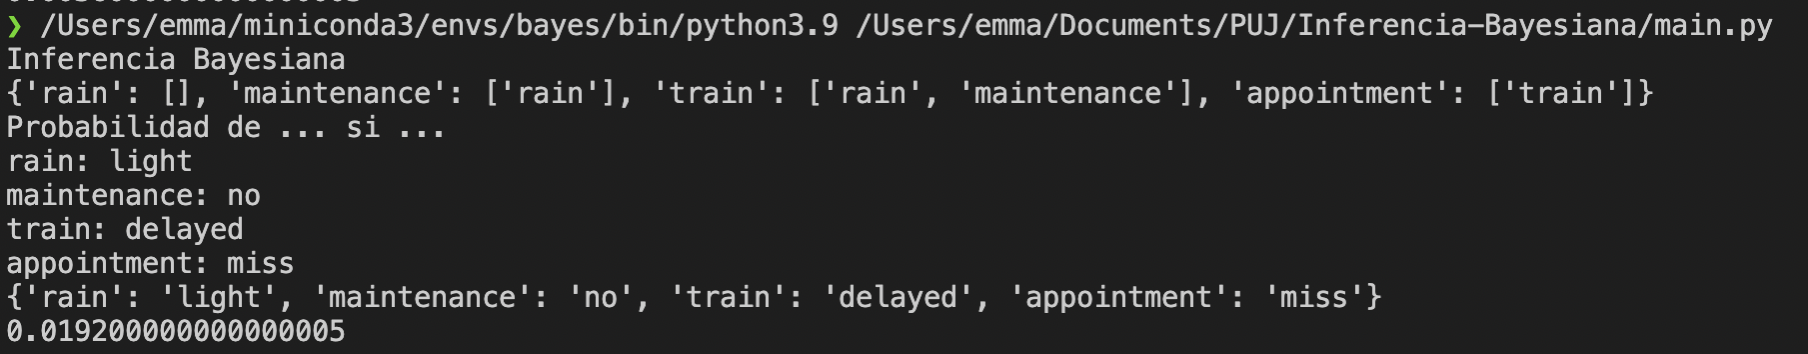 ❯ /Users/emma/miniconda3/envs/bayes/bin/python3.9 /Users/emma/Documents/PUJ/Inferencia-Bayesiana/main.py
Inferencia Bayesiana
{'rain': [], 'maintenance': ['rain'], 'train': ['rain', 'maintenance'], 'appointment': ['train']}
Probabilidad de ... si ...
rain: light
maintenance: no
train: delayed
appointment: miss
{'rain': 'light', 'maintenance': 'no', 'train': 'delayed', 'appointment': 'miss'}
0.019200000000000005